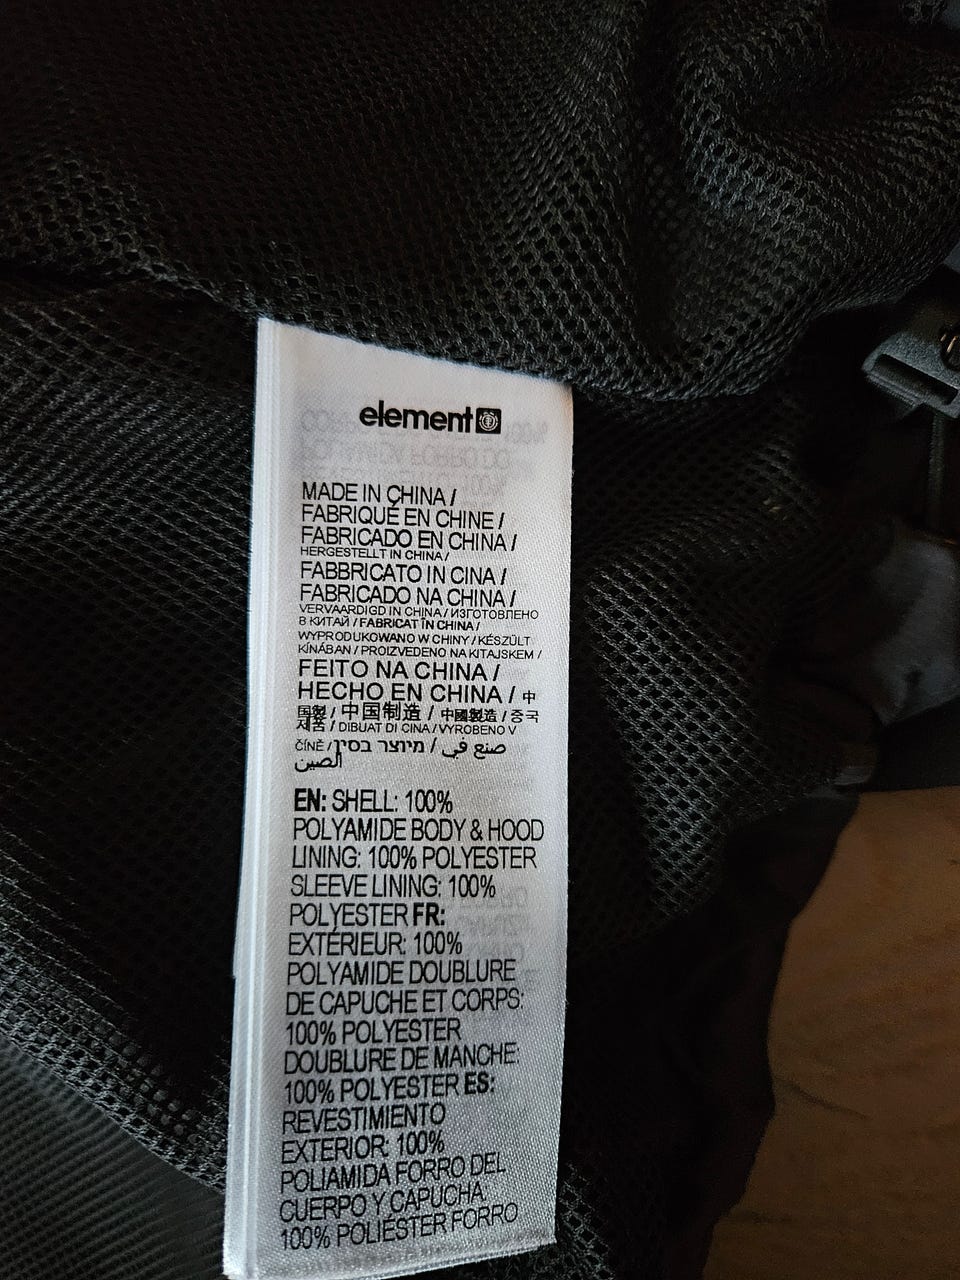 element
MADE IN CHINA /
FABRIQUÉ EN CHINE /
FABRICADO EN CHINA /
HERGESTELLT IN CHINA /
FABBRICATO IN CINA /
FABRICADO NA CHINA /
VERVAARDIGD IN CHINA / ИЗГОТОВЛЕНО
В КИТАЙ / FABRICAT ÎN CHINA /
WYPRODUKOWANO W CHINY / KÉSZÜLT
KÍNÁBAN / PROIZVEDENO NA KITAJSKEM /
FEITO NA CHINA /
HECHO EN CHINA / 中
国製 / 中国制造 / 中國製造 / 중국
제품 / DIBUAT DI CINA / VYROBENO V
ČÍNĚ / מיוצר בסין / صنع في
الصين
EN: SHELL: 100%
POLYAMIDE BODY & HOOD
LINING: 100% POLYESTER
SLEEVE LINING: 100%
POLYESTER FR:
EXTÉRIEUR: 100%
POLYAMIDE DOUBLURE
DE CAPUCHE ET CORPS:
100% POLYESTER
DOUBLURE DE MANCHE:
100% POLYESTER ES:
REVESTIMIENTO
EXTERIOR: 100%
POLIAMIDA FORRO DEL
CUERPO Y CAPUCHA:
100% POLIÉSTER FORRO